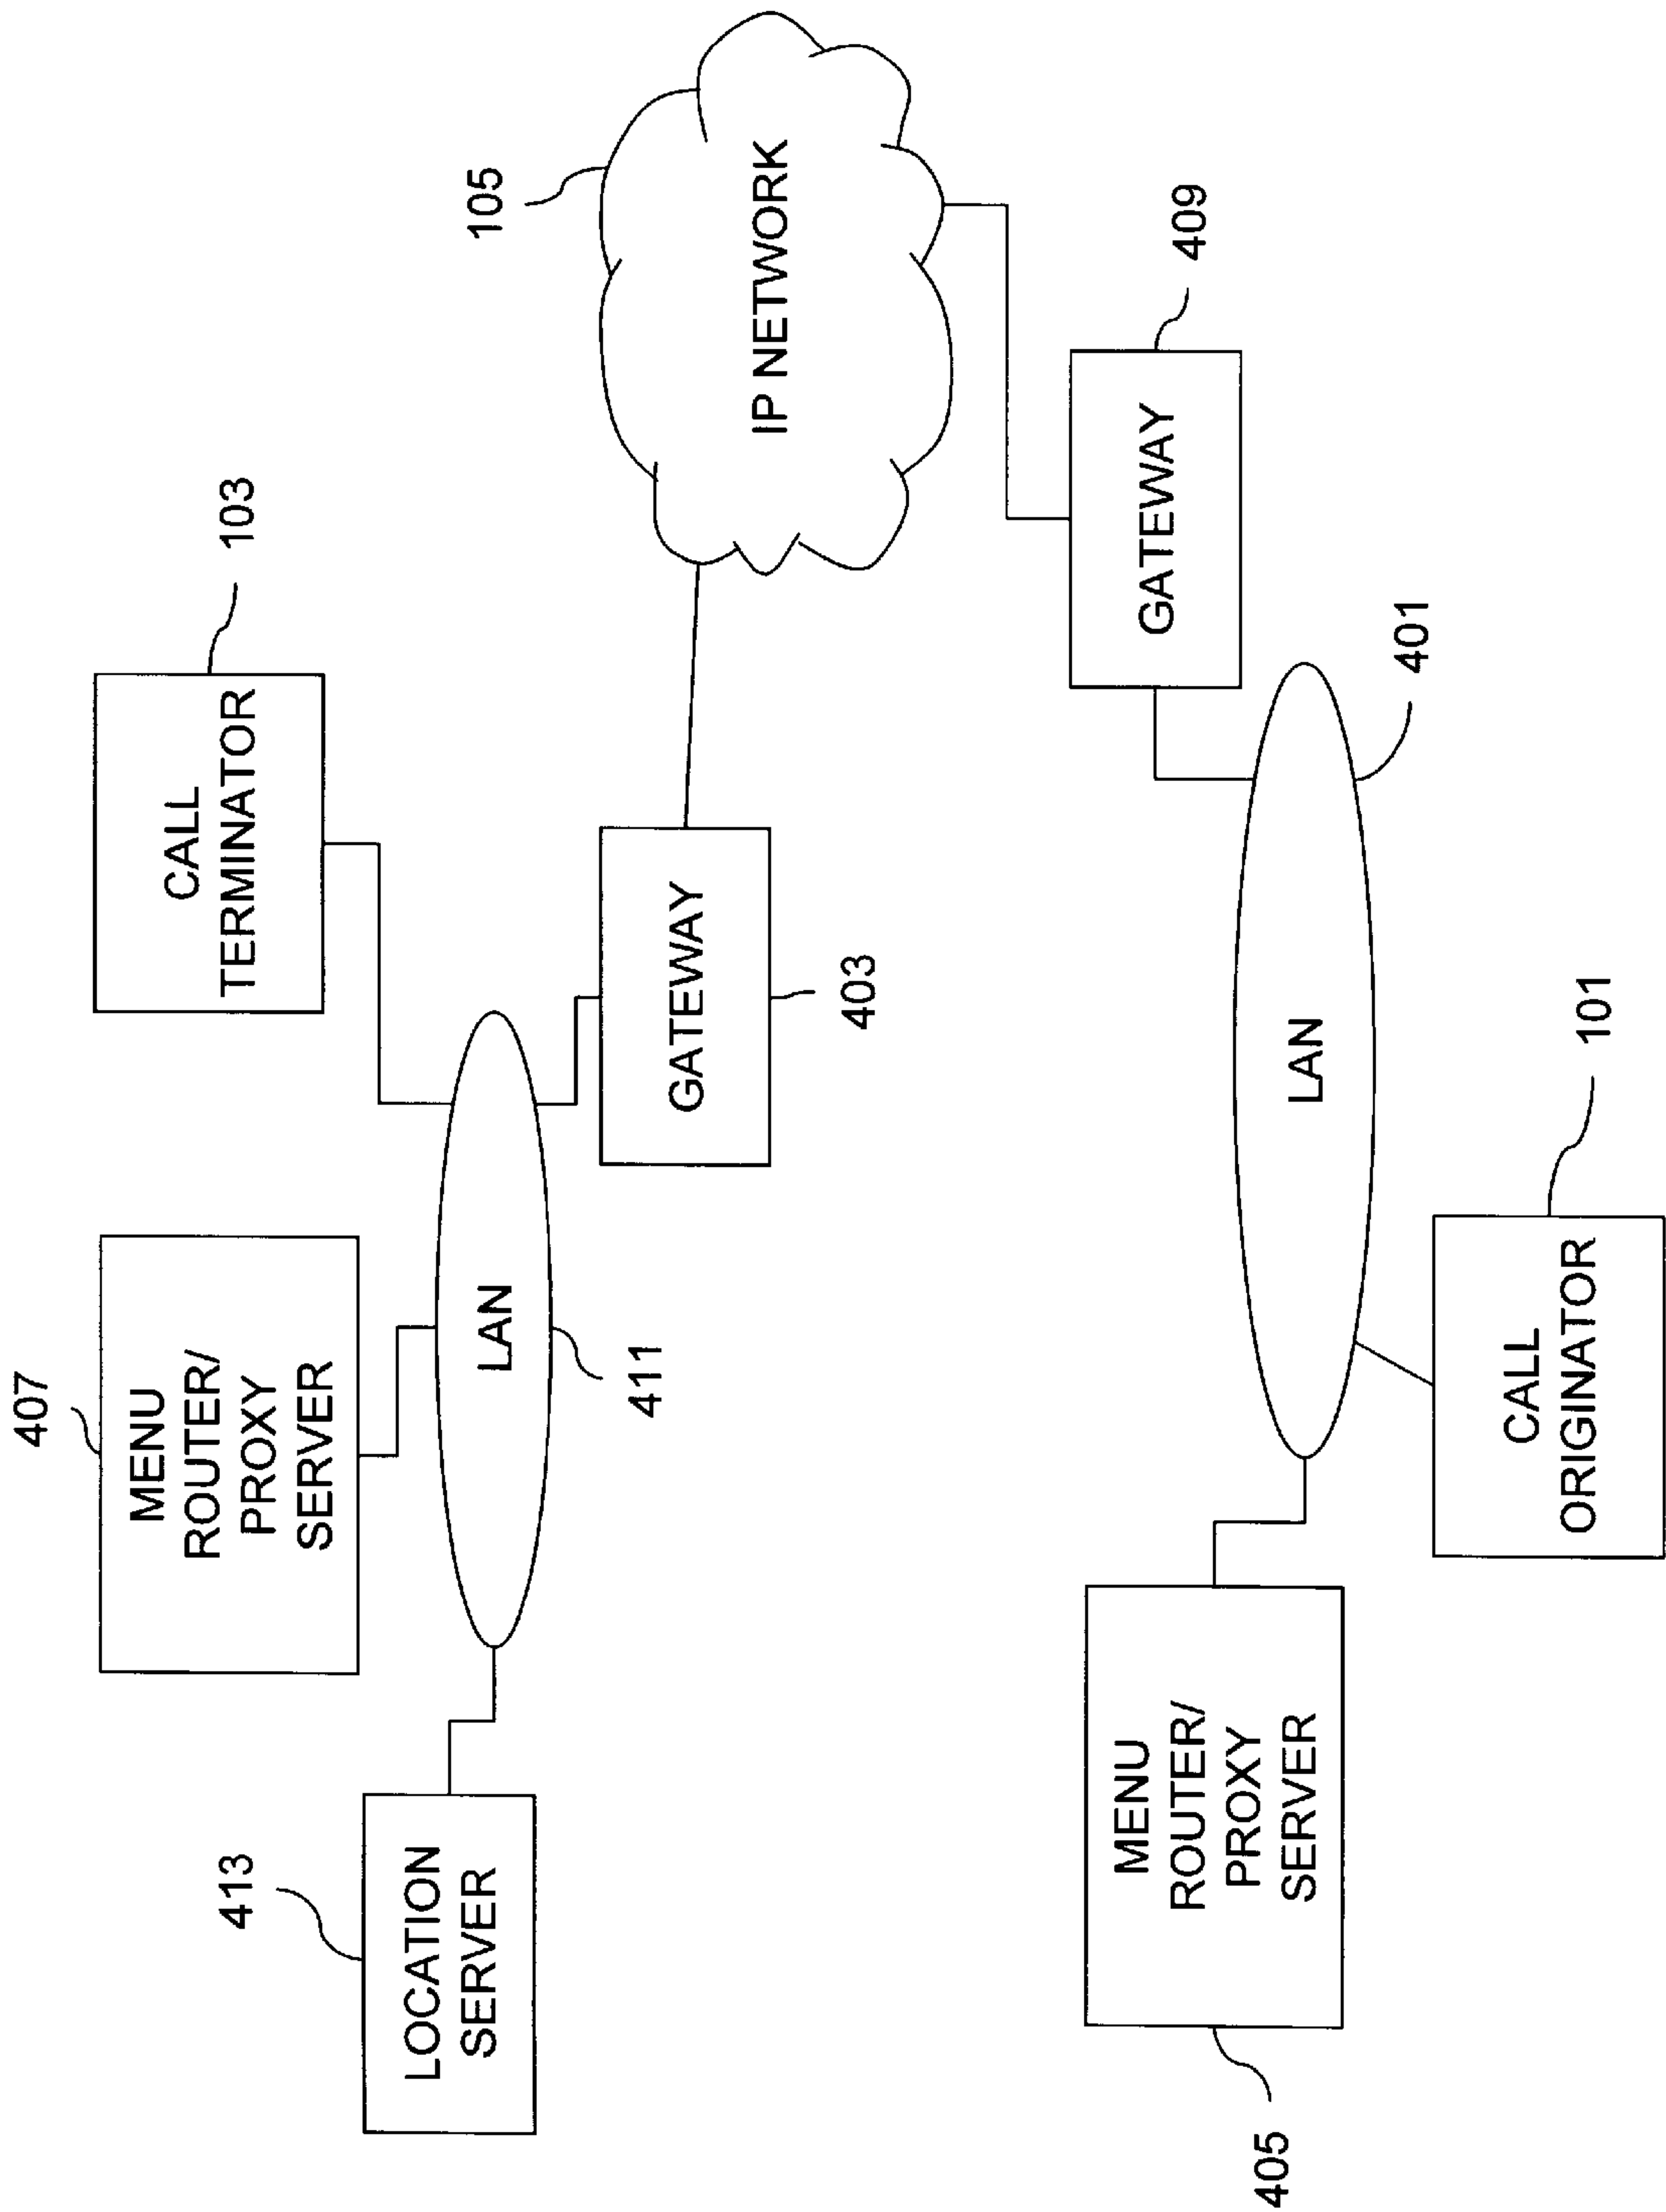 413
LOCATION
SERVER
407
MENU
ROUTER/
PROXY
SERVER
CALL
TERMINATOR
103
LAN
411
GATEWAY
403
105
IP NETWORK
405
MENU
ROUTER/
PROXY
SERVER
LAN
401
GATEWAY
409
CALL
ORIGINATOR
101